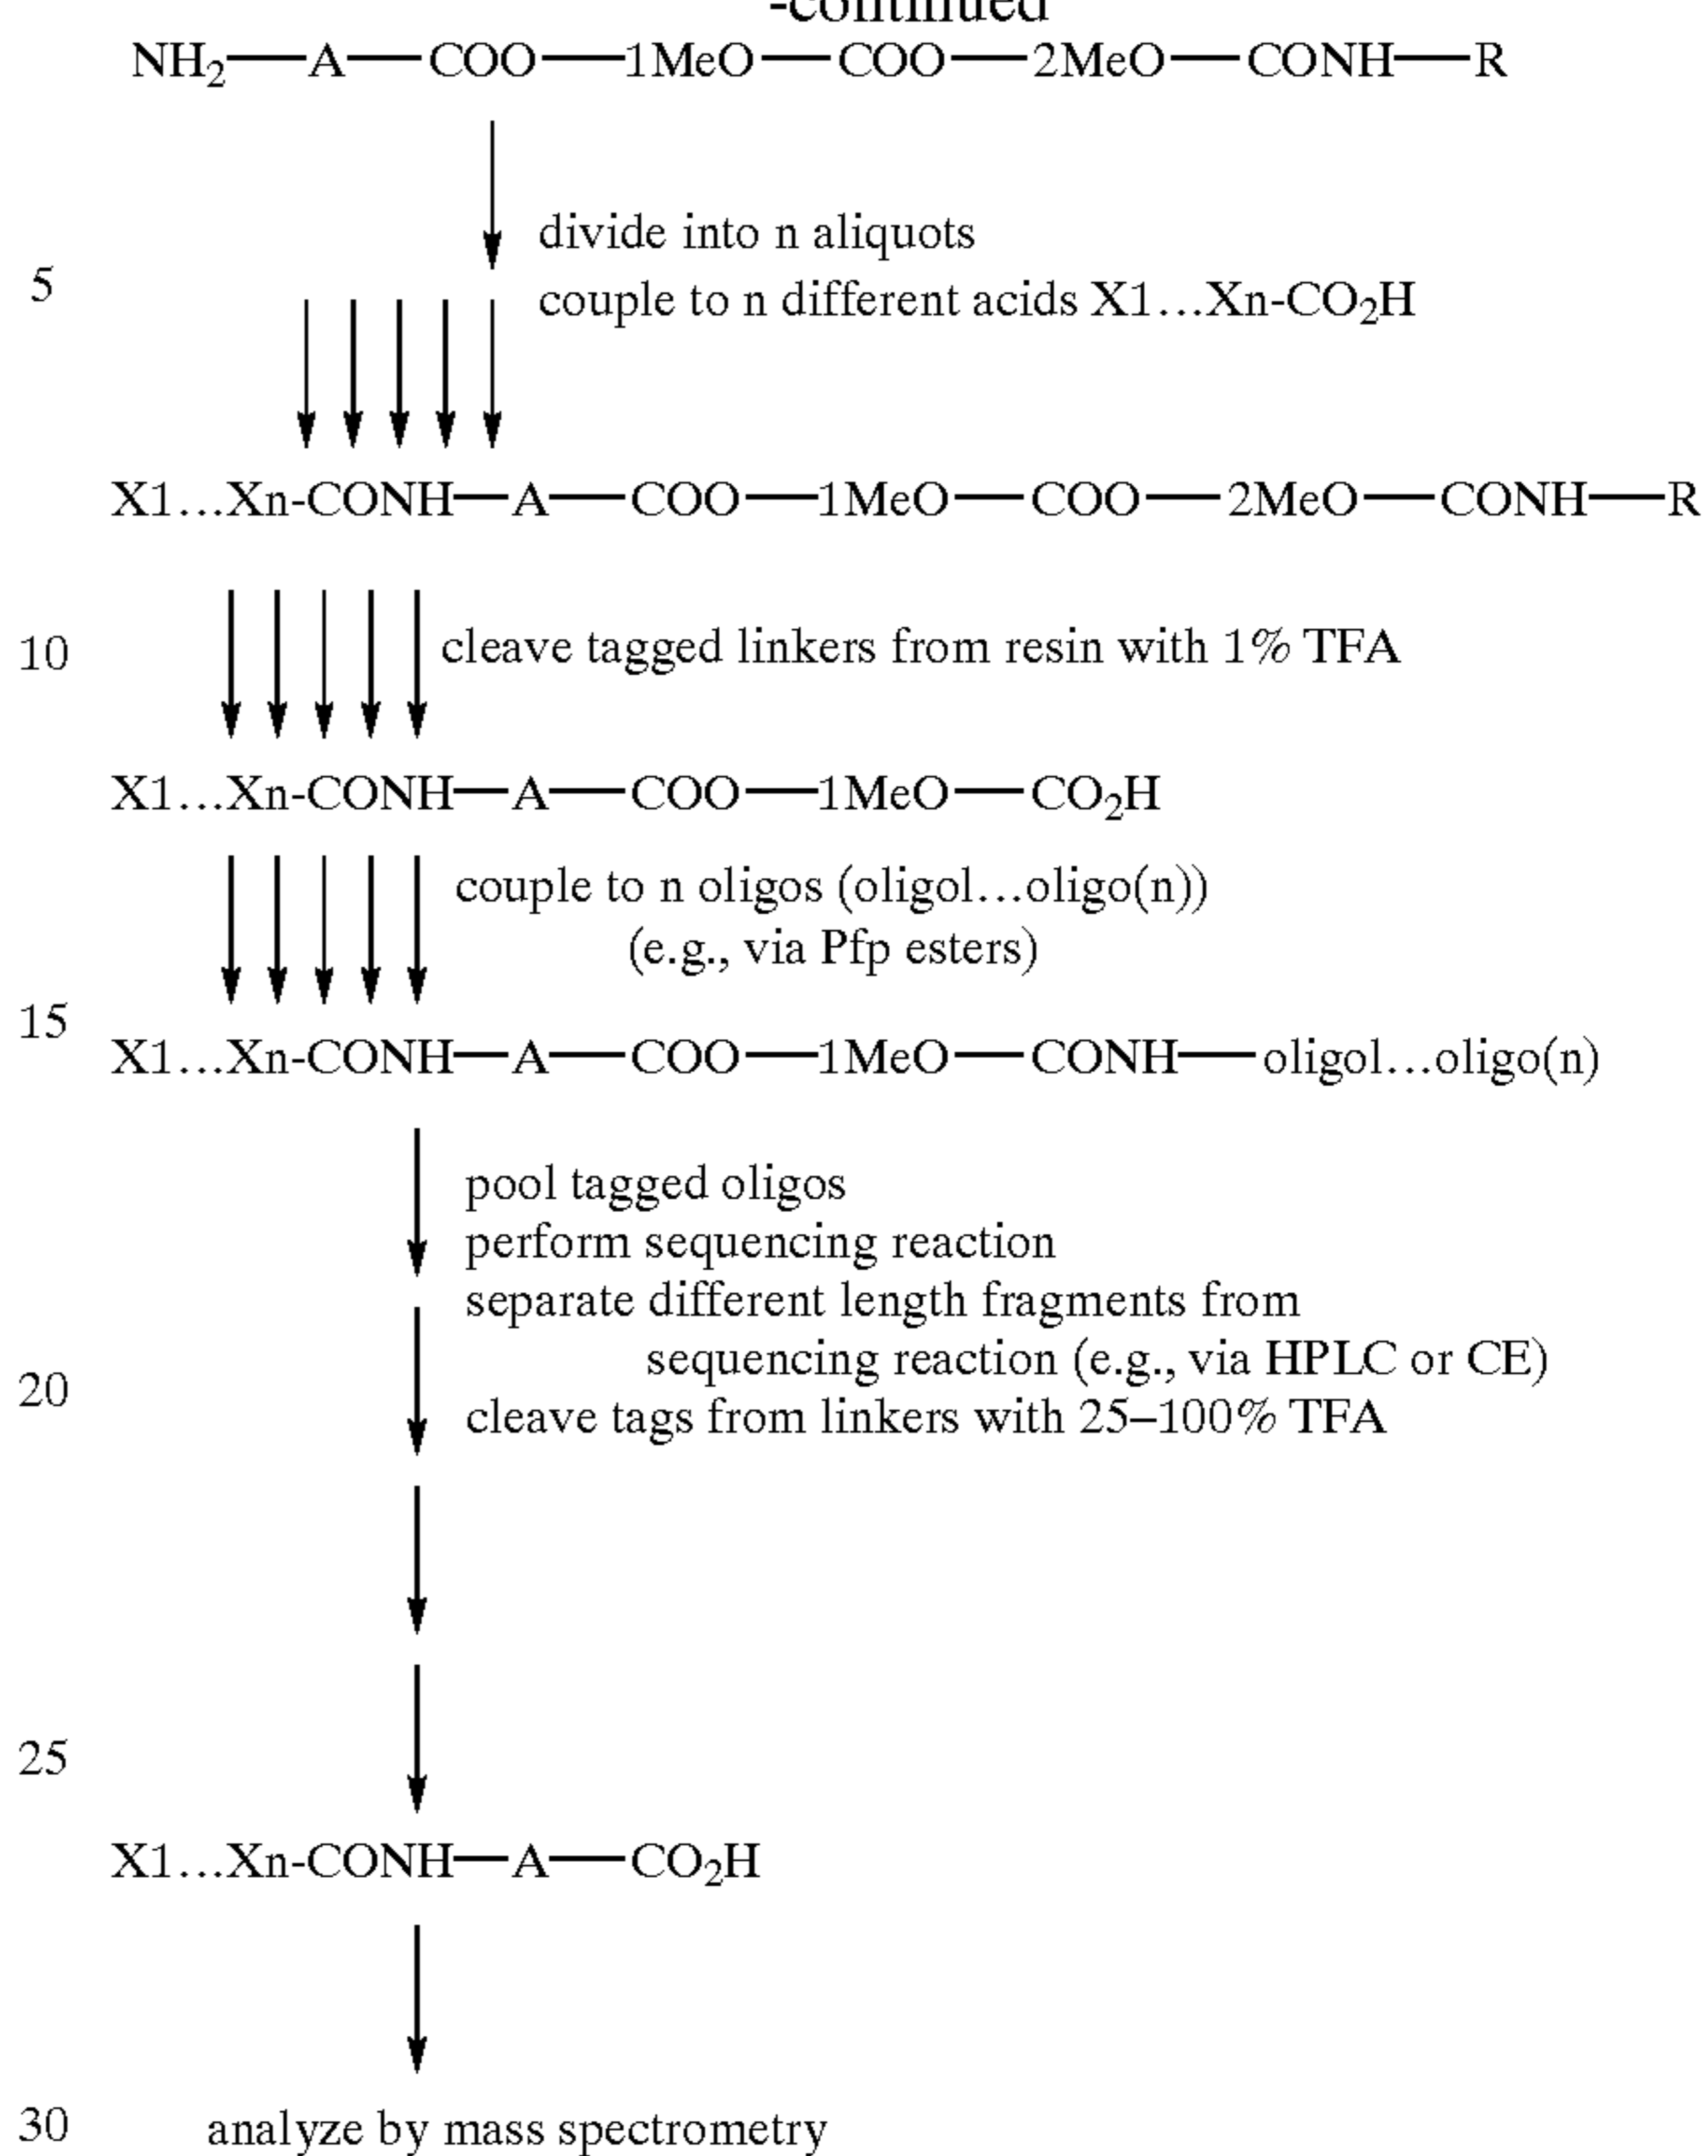 -continued
NH₂—A—COO—1MeO—COO—2MeO—CONH—R
divide into n aliquots
5
couple to n different acids X1...Xn-CO₂H
X1...Xn-CONH—A—COO—1MeO—COO—2MeO—CONH—R
10
cleave tagged linkers from resin with 1% TFA
X1...Xn-CONH—A—COO—1MeO—CO₂H
couple to n oligos (oligol...oligo(n))
(e.g., via Pfp esters)
15
X1...Xn-CONH—A—COO—1MeO—CONH—oligol...oligo(n)
pool tagged oligos
perform sequencing reaction
separate different length fragments from
sequencing reaction (e.g., via HPLC or CE)
20
cleave tags from linkers with 25–100% TFA
25
X1...Xn-CONH—A—CO₂H
30
analyze by mass spectrometry